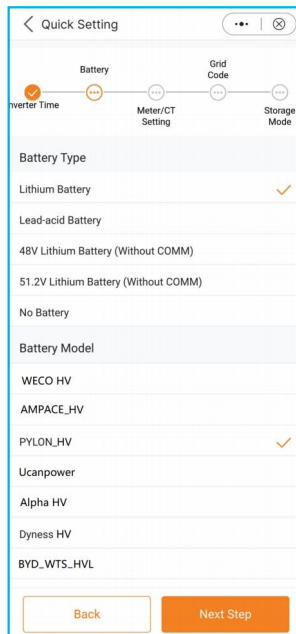 Quick Setting
Battery
Grid
Code
nverter Time
Meter/CT
Setting
Storage
Mode
Battery Type
Lithium Battery
Lead-acid Battery
48V Lithium Battery (Without COMM)
51.2V Lithium Battery (Without COMM)
No Battery
Battery Model
WECO HV
AMPACE_HV
PYLON_HV
Ucanpower
Alpha HV
Dyness HV
BYD_WTS_HVL
Back
Next Step